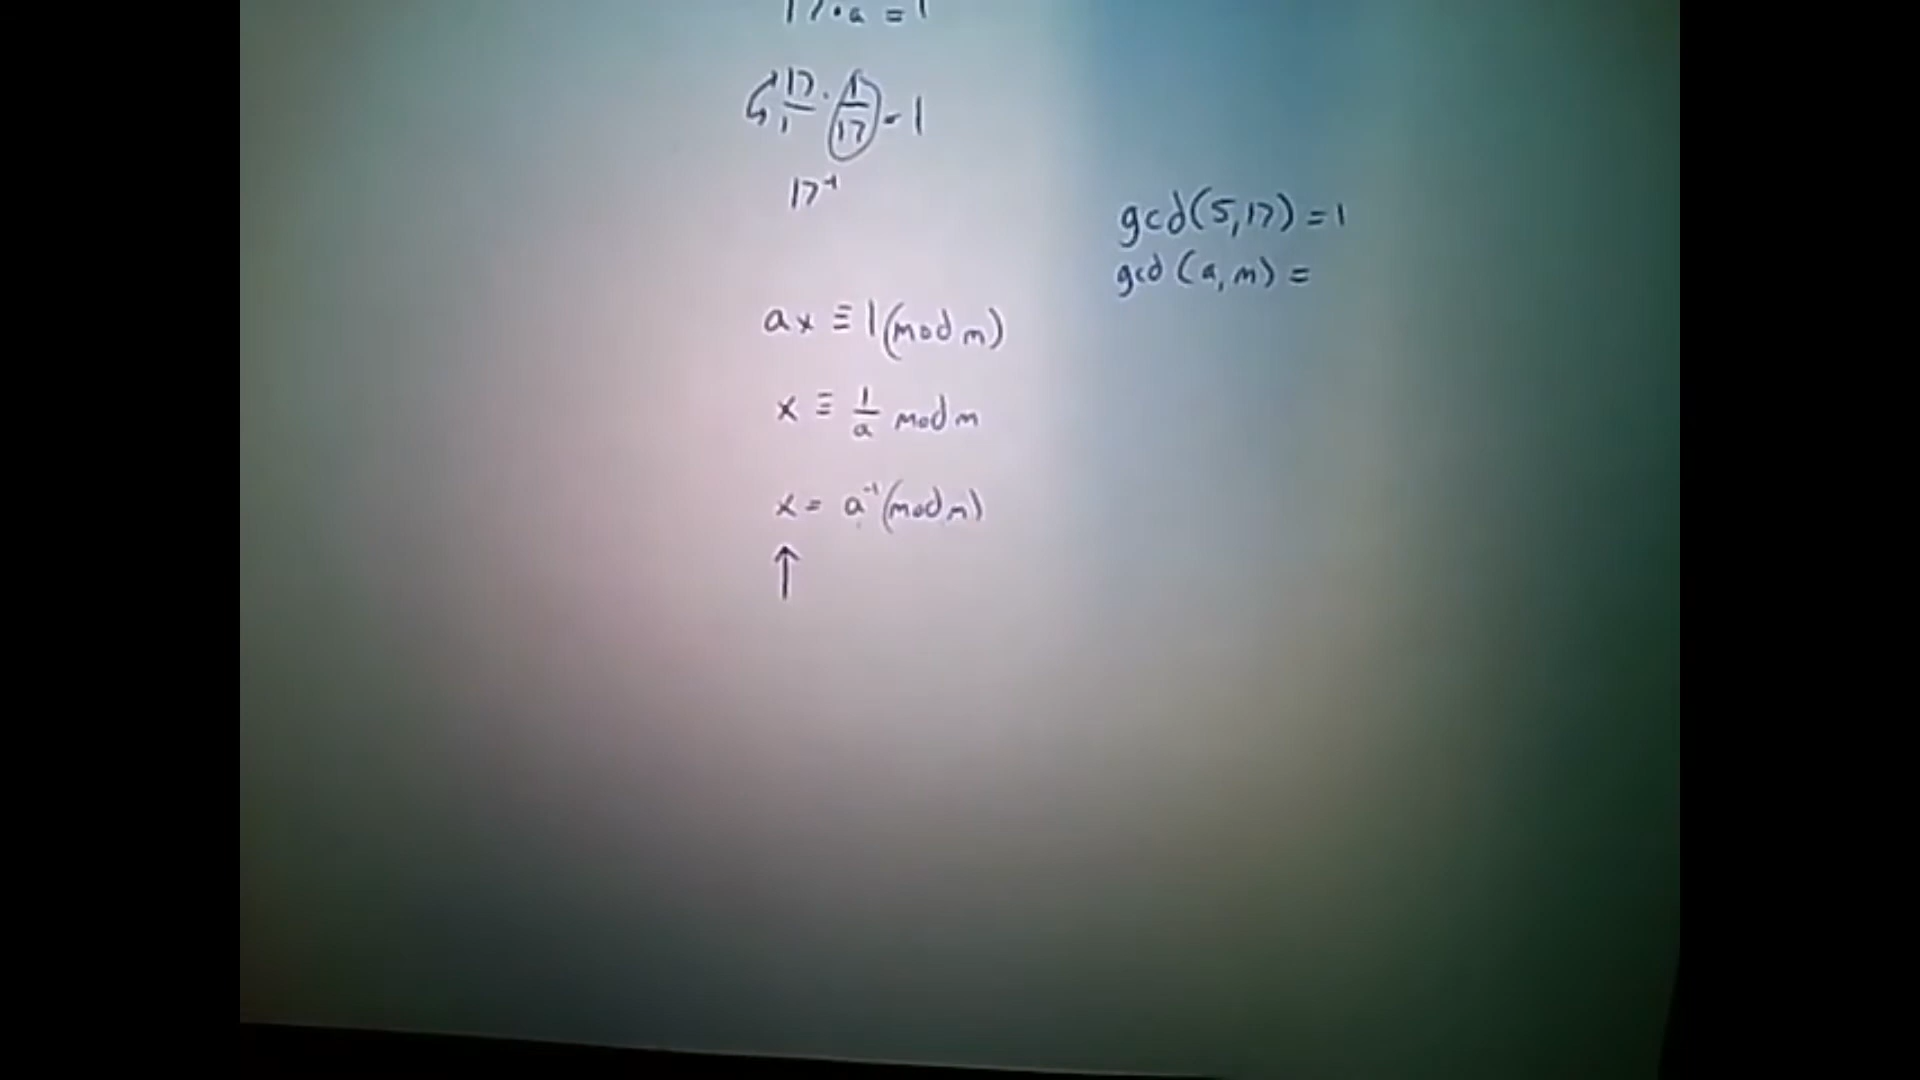 17 · a = 1
17/1 · 1/17 = 1
17⁻¹
gcd(5,17) = 1
gcd (a,m) =
ax ≡ 1(mod m)
x ≡ 1/a mod m
x = a⁻¹(mod m)
↑